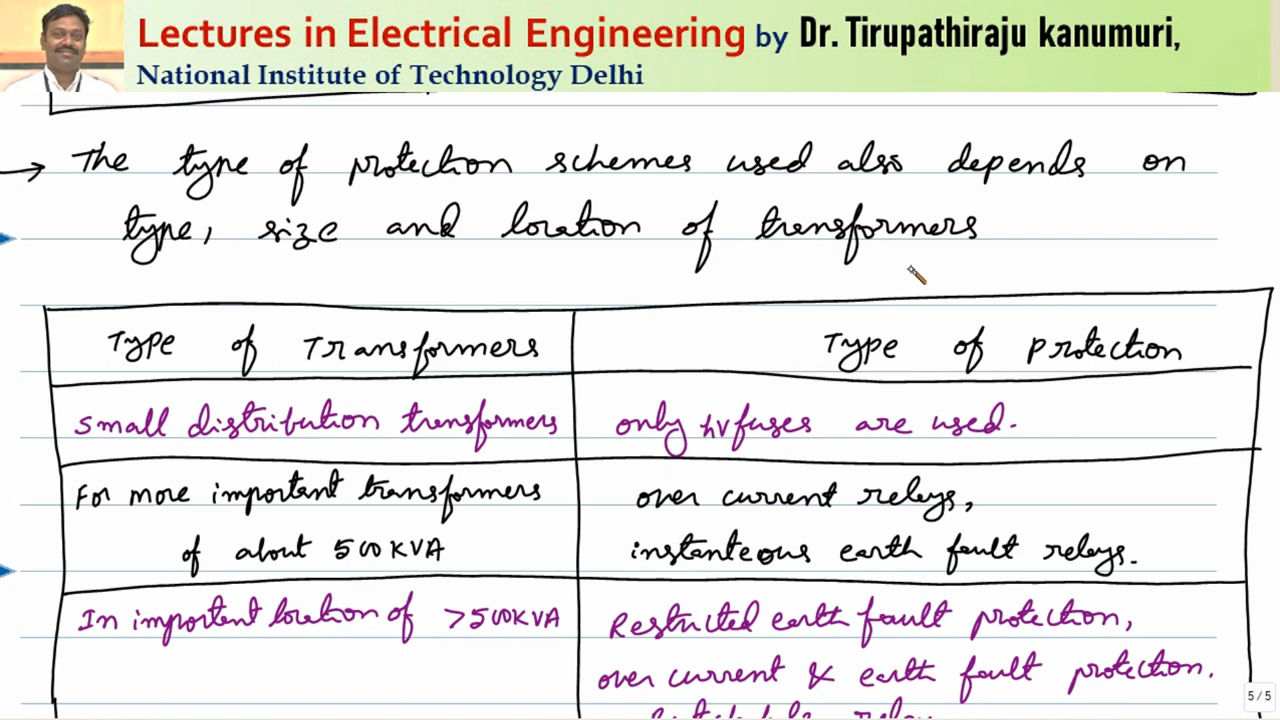 Lectures in Electrical Engineering by Dr. Tirupathiraju kanumuri,
National Institute of Technology Delhi
→ The type of protection schemes used also depends on
type, size and location of transformers
Type of Transformers
Type of protection
Small distribution transformers
only hv fuses are used.
For more important transformers
of about 500KVA
over current relays,
instanteous earth fault relays.
In important location of >500KVA
Restricted earth fault protection,
over current & earth fault protection.
5/5